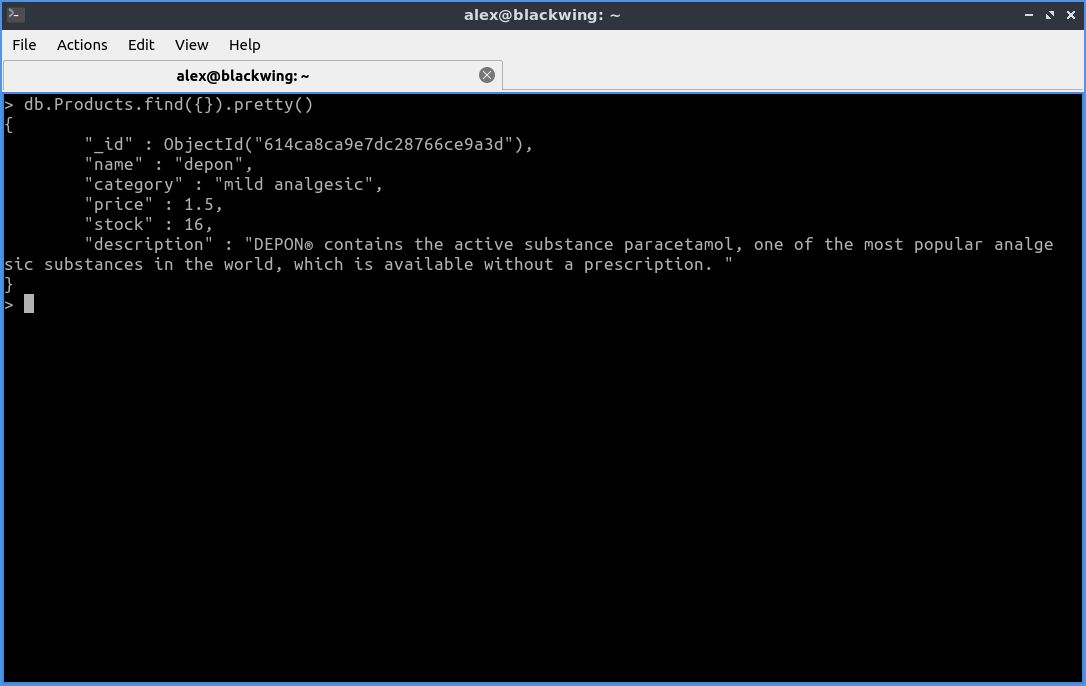 alex@blackwing: ~
File Actions Edit View Help
alex@blackwing: ~
> db.Products.find({}).pretty()
{
        "_id" : ObjectId("614ca8ca9e7dc28766ce9a3d"),
        "name" : "depon",
        "category" : "mild analgesic",
        "price" : 1.5,
        "stock" : 16,
        "description" : "DEPON® contains the active substance paracetamol, one of the most popular analge
sic substances in the world, which is available without a prescription. "
}
>